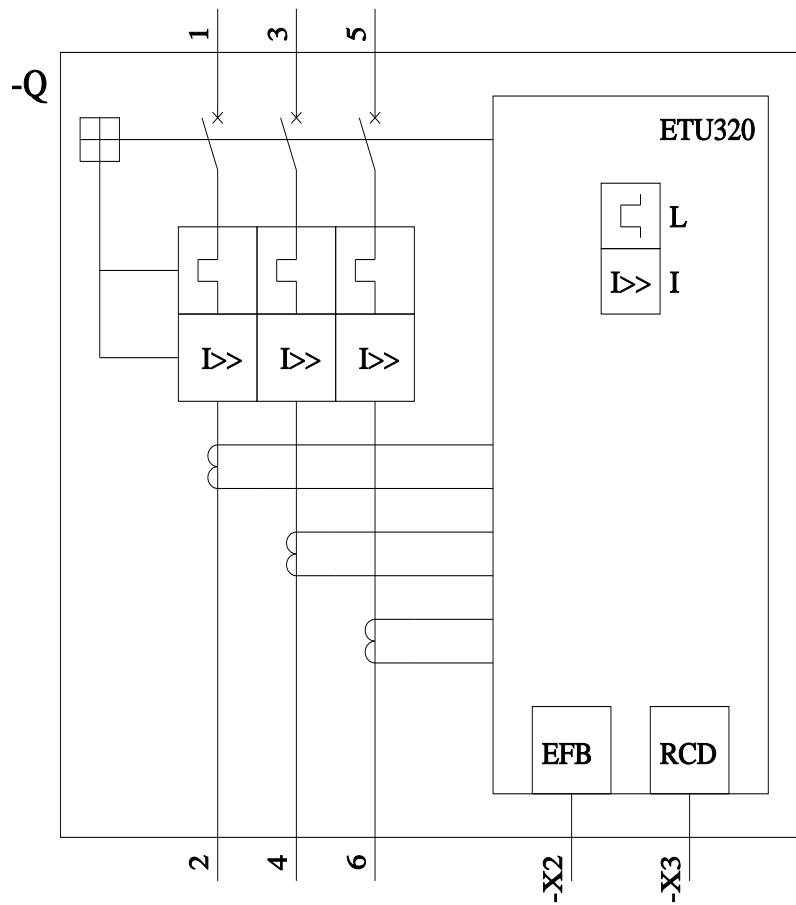 1 3 5
-Q
ETU320
L
I>> I
I>> I>> I>>
EFB RCD
2 4 6 -X2 -X3